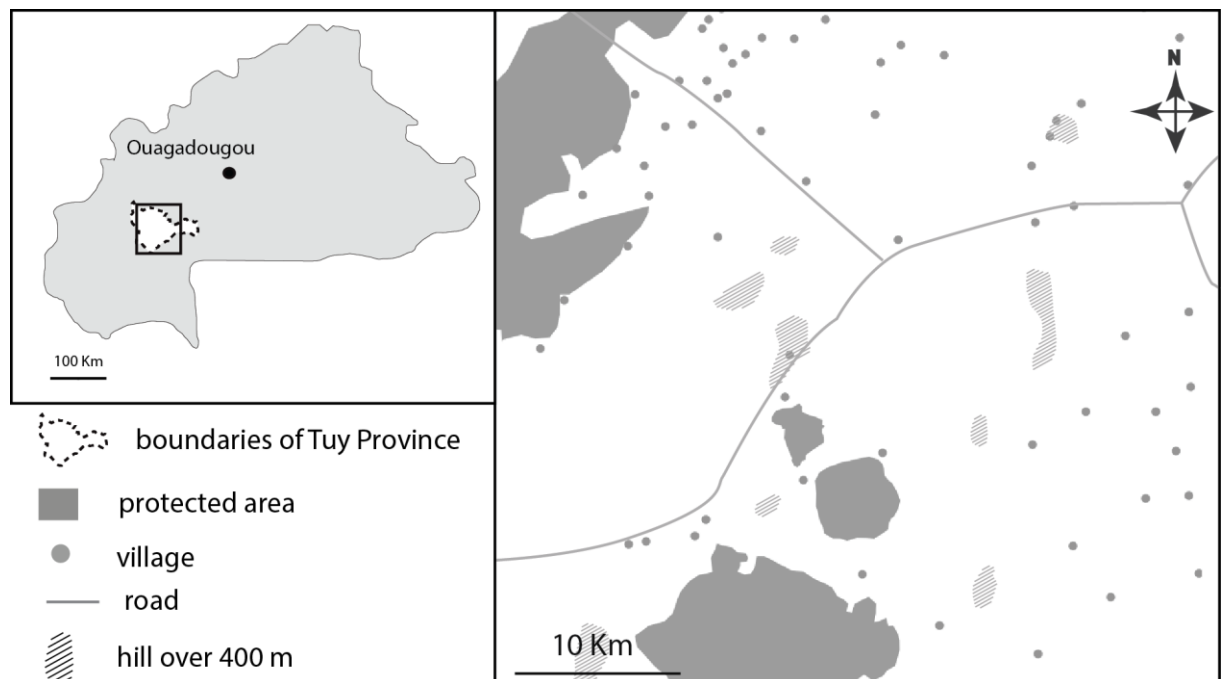 Ouagadougou
100 Km
boundaries of Tuy Province
protected area
village
road
hill over 400 m
N
10 Km